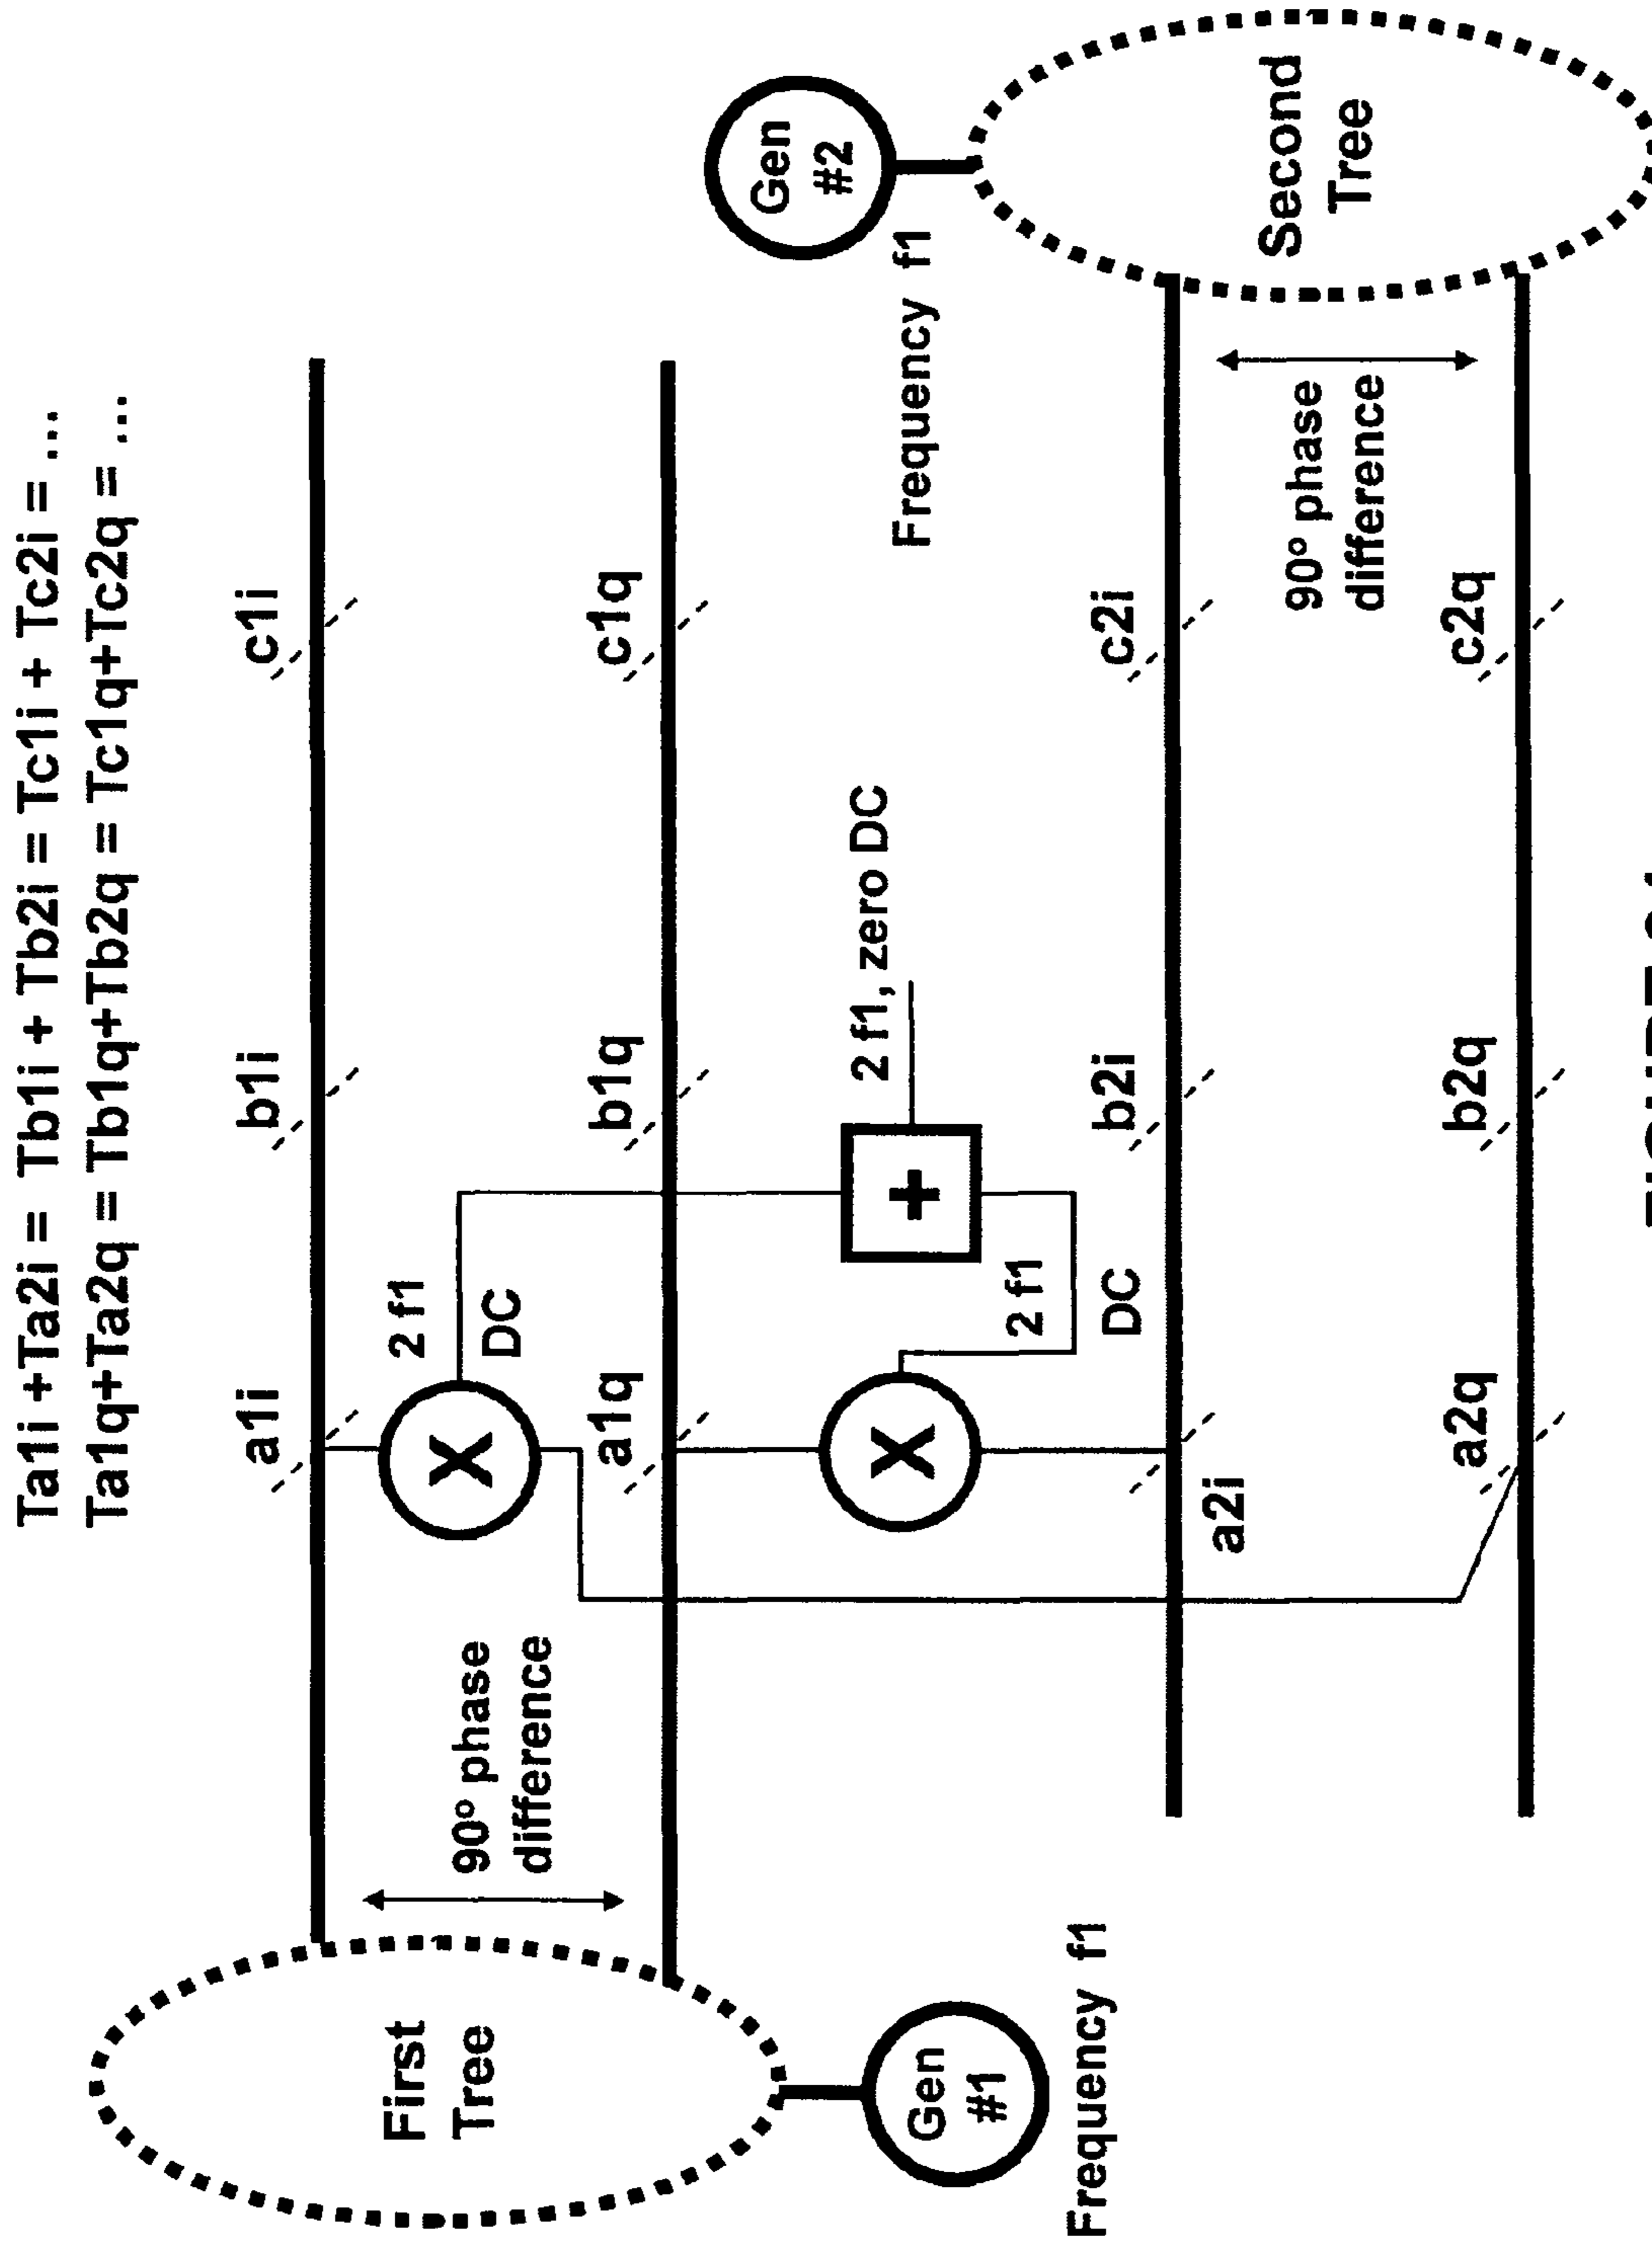 Ta1i +Ta2i = Tb1i + Tb2i = Tc1i + Tc2i = ...
Ta1q+Ta2q = Tb1q+Tb2q = Tc1q+Tc2q = ...
a1i
b1i
c1i
First
Tree
90º phase
difference
X
2 f1
DC
a1q
b1q
c1q
Gen
#1
Frequency f1
X
2 f1
DC
+
2 f1, zero DC
Gen
#2
Frequency f1
a2i
b2i
c2i
Second
Tree
90º phase
difference
a2q
b2q
c2q